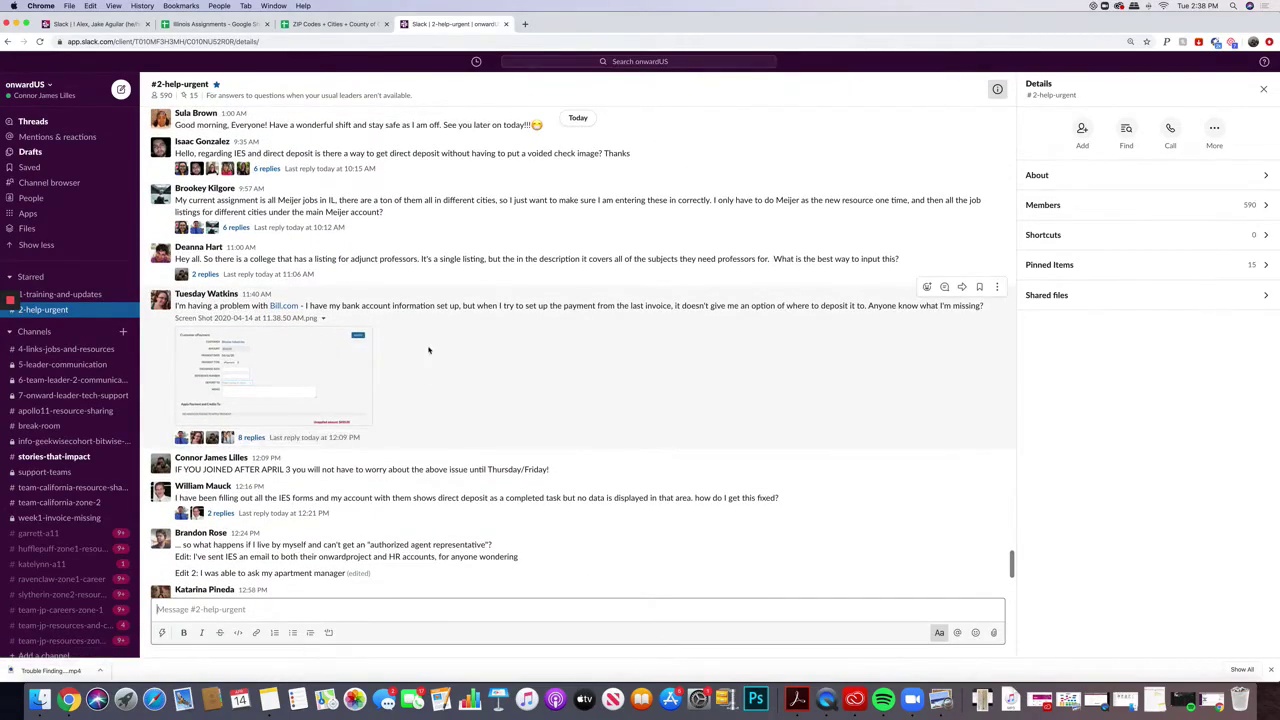 Chrome File Edit View History Bookmarks People Tab Window Help
Tue 2:38 PM
Slack | ! Alex, Jake Aguilar (he/h
Illinois Assignments - Google S
ZIP Codes + Cities + County of
Slack | 2-help-urgent | onwardUS
app.slack.com/client/T010MF3H3MH/C010NU52R0R/details/
Search onwardUS
onwardUS
Connor James Lilles
Threads
Mentions & reactions
Drafts
Saved
Channel browser
People
Apps
Files
Show less
Starred
1-training-and-updates
2-help-urgent
Channels
# 4-links-jobs-and-resources
5-leader-communication
6-team-leader-2-communica...
7-onward-leader-tech-support
# apollo11-resource-sharing
# break-room
info-geekwisecohort-bitwise-...
# stories-that-impact
support-teams
# team-california-resource-sha...
# team-california-zone-2
week1-invoice-missing
# garrett-a11 9+
# hufflepuff-zone1-resou... 9+
# katelynn-a11 1
# ravenclaw-zone1-career 9+
# slytherin-zone2-resour... 9+
# team-jp-careers-zone-1 9+
# team-jp-resources-and-c... 4
# team-jp-resources-zon... 9+
Add a channel
#2-help-urgent
590 15 For answers to questions when your usual leaders aren't available.
Today
Sula Brown 1:00 AM
Good morning, Everyone! Have a wonderful shift and stay safe as I am off. See you later on today!!!
Isaac Gonzalez 9:35 AM
Hello, regarding IES and direct deposit is there a way to get direct deposit without having to put a voided check image? Thanks
6 replies Last reply today at 10:15 AM
Brookey Kilgore 9:57 AM
My current assignment is all Meijer jobs in IL, there are a ton of them all in different cities, so I just want to make sure I am entering these in correctly. I only have to do Meijer as the new resource one time, and then all the job
listings for different cities under the main Meijer account?
6 replies Last reply today at 10:12 AM
Deanna Hart 11:00 AM
Hey all. So there is a college that has a listing for adjunct professors. It's a single listing, but the in the description it covers all of the subjects they need professors for. What is the best way to input this?
2 replies Last reply today at 11:06 AM
Tuesday Watkins 11:40 AM
I'm having a problem with Bill.com - I have my bank account information set up, but when I try to set up the payment from the last invoice, it doesn't give me an option of where to deposit it to. Anyone know what I'm missing?
Screen Shot 2020-04-14 at 11.38.50 AM.png
8 replies Last reply today at 12:09 PM
Connor James Lilles 12:09 PM
IF YOU JOINED AFTER APRIL 3 you will not have to worry about the above issue until Thursday/Friday!
William Mauck 12:16 PM
I have been filling out all the IES forms and my account with them shows direct deposit as a completed task but no data is displayed in that area. how do I get this fixed?
2 replies Last reply today at 12:21 PM
Brandon Rose 12:24 PM
... so what happens if I live by myself and can't get an "authorized agent representative"?
Edit: I've sent IES an email to both their onwardproject and HR accounts, for anyone wondering
Edit 2: I was able to ask my apartment manager (edited)
Katarina Pineda 12:58 PM
Message #2-help-urgent
Details
# 2-help-urgent
Add Find Call More
About
Members 590
Shortcuts 0
Pinned Items 15
Shared files
Trouble Finding....mp4
Show All